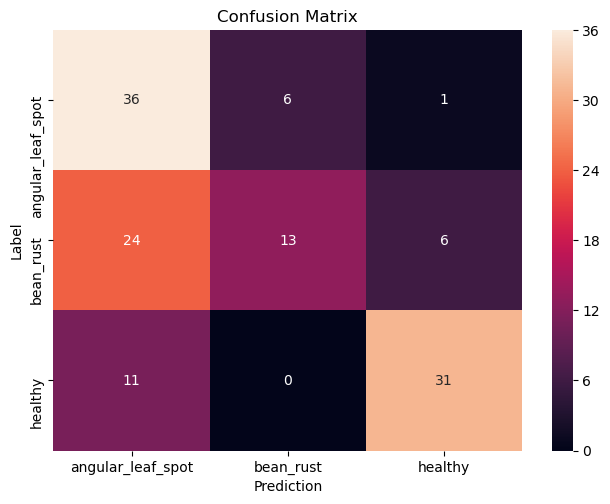 Confusion Matrix
Label
angular_leaf_spot
36 6 1
bean_rust
24 13 6
healthy
11 0 31
angular_leaf_spot bean_rust healthy
Prediction
36
30
24
18
12
6
0